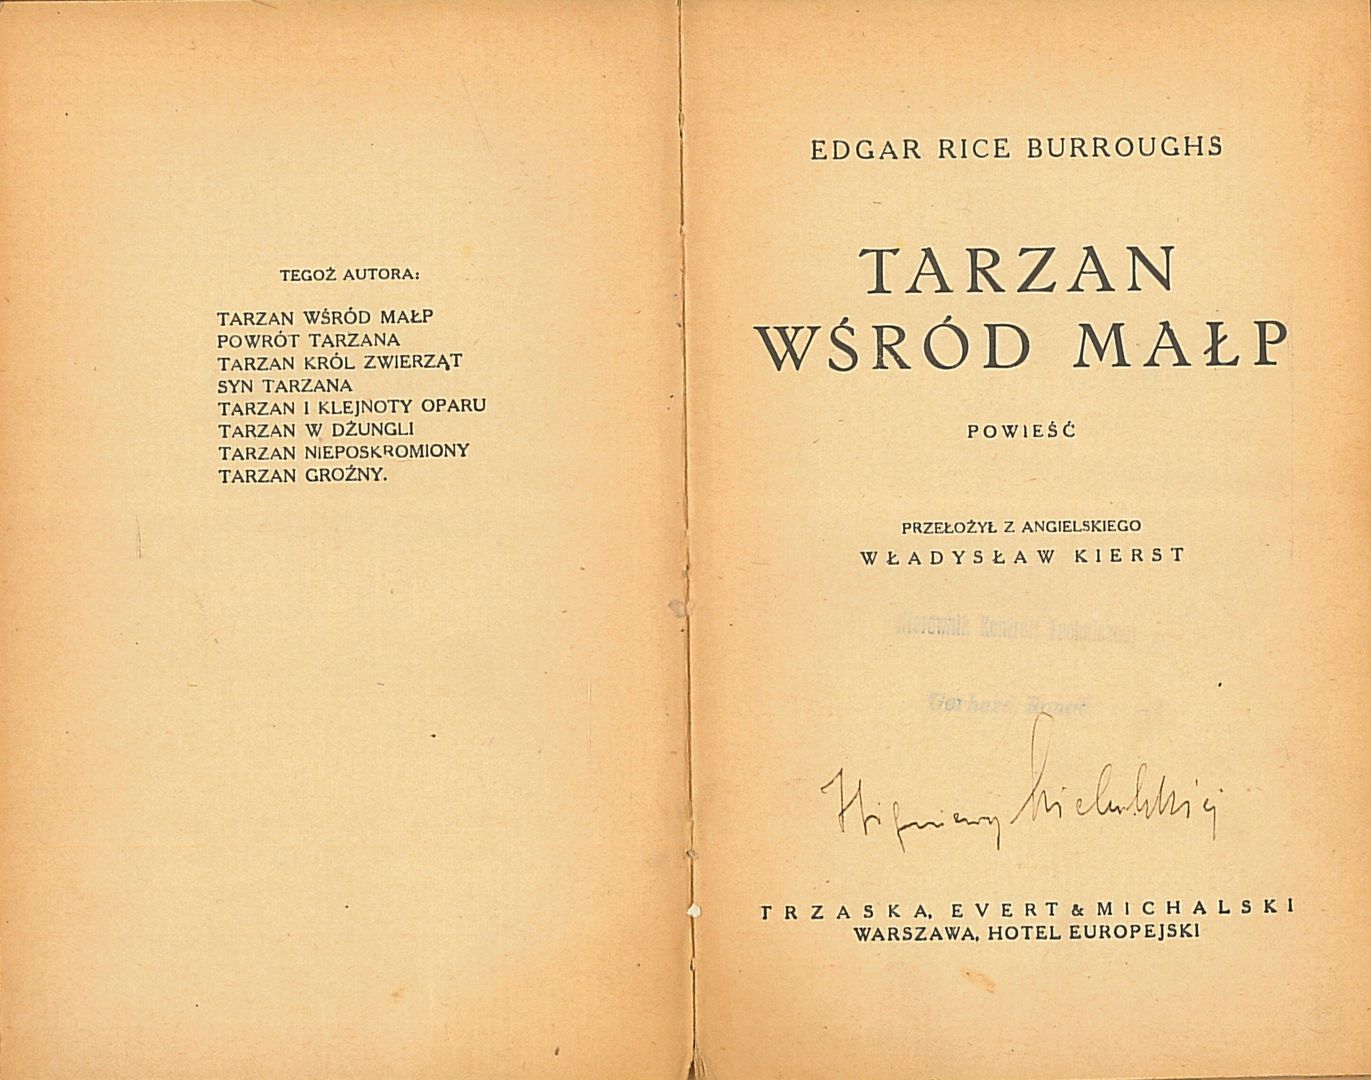 TEGOŻ AUTORA:
TARZAN WŚRÓD MAŁP
POWRÓT TARZANA
TARZAN KRÓL ZWIERZĄT
SYN TARZANA
TARZAN I KLEJNOTY OPARU
TARZAN W DŻUNGLI
TARZAN NIEPOSKROMIONY
TARZAN GROŹNY.
EDGAR RICE BURROUGHS
TARZAN
WŚRÓD MAŁP
POWIEŚĆ
PRZEŁOŻYŁ Z ANGIELSKIEGO
WŁADYSŁAW KIERST
Kierownik Kontroli
TRZASKA, EVERT & MICHALSKI
WARSZAWA, HOTEL EUROPEJSKI